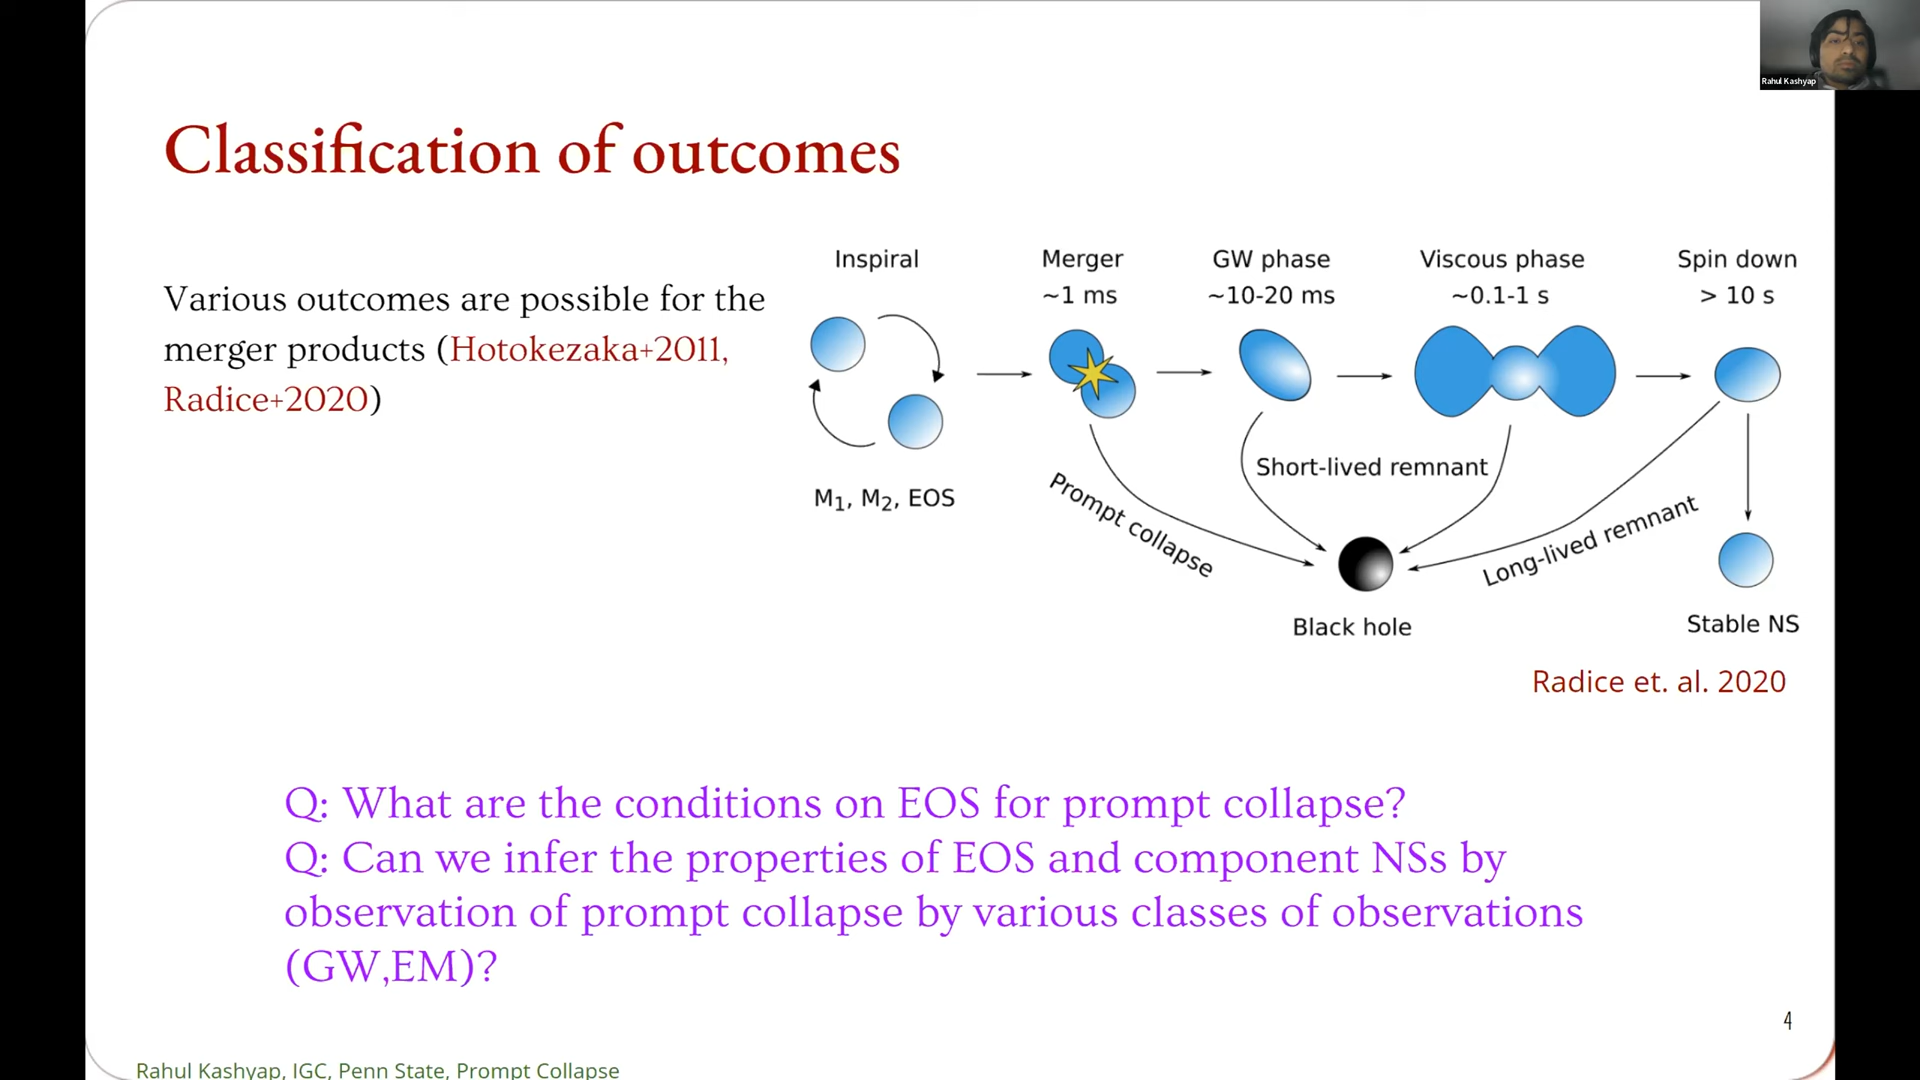 Rahul Kashyap
Classification of outcomes
Various outcomes are possible for the
merger products (Hotokezaka+2011,
Radice+2020)
Inspiral
Merger
~1 ms
GW phase
~10-20 ms
Viscous phase
~0.1-1 s
Spin down
> 10 s
M1, M2, EOS
Prompt collapse
Short-lived remnant
Long-lived remnant
Black hole
Stable NS
Radice et. al. 2020
Q: What are the conditions on EOS for prompt collapse?
Q: Can we infer the properties of EOS and component NSs by
observation of prompt collapse by various classes of observations
(GW,EM)?
4
Rahul Kashyap, IGC, Penn State, Prompt Collapse